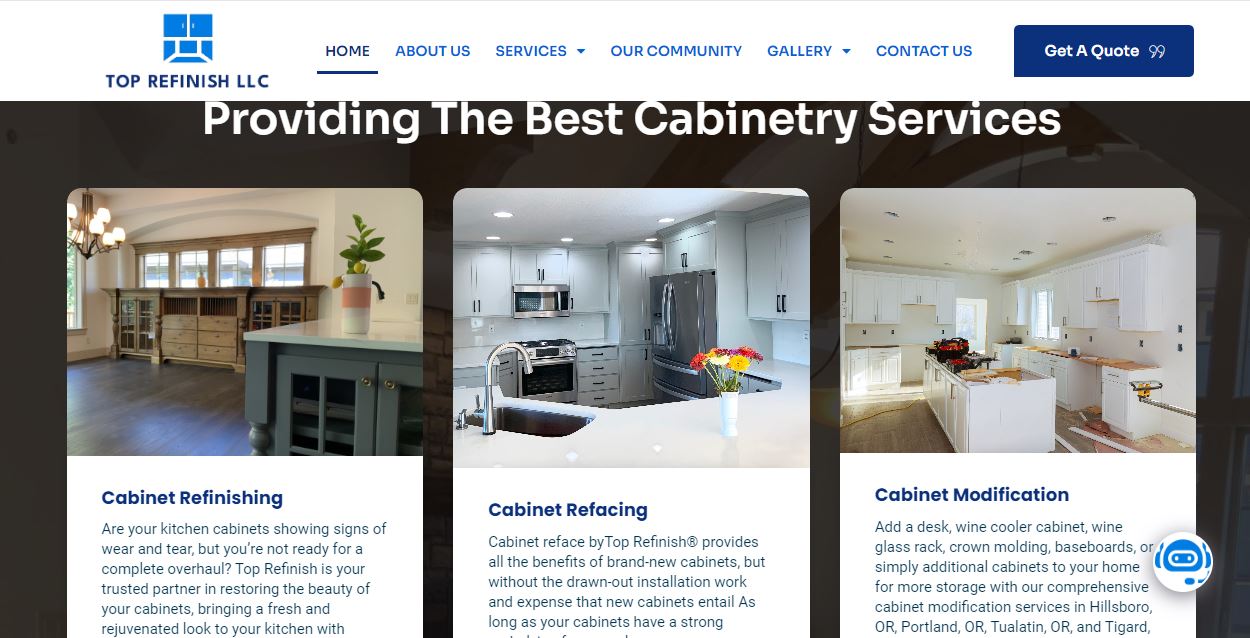 TOP REFINISH LLC
HOME
ABOUT US
SERVICES
OUR COMMUNITY
GALLERY
CONTACT US
Get A Quote
Providing The Best Cabinetry Services
Cabinet Refinishing
Are your kitchen cabinets showing signs of
wear and tear, but you’re not ready for a
complete overhaul? Top Refinish is your
trusted partner in restoring the beauty of
your cabinets, bringing a fresh and
rejuvenated look to your kitchen with
Cabinet Refacing
Cabinet reface byTop Refinish® provides
all the benefits of brand-new cabinets, but
without the drawn-out installation work
and expense that new cabinets entail As
long as your cabinets have a strong
Cabinet Modification
Add a desk, wine cooler cabinet, wine
glass rack, crown molding, baseboards, or
simply additional cabinets to your home
for more storage with our comprehensive
cabinet modification services in Hillsboro,
OR, Portland, OR, Tualatin, OR, and Tigard,